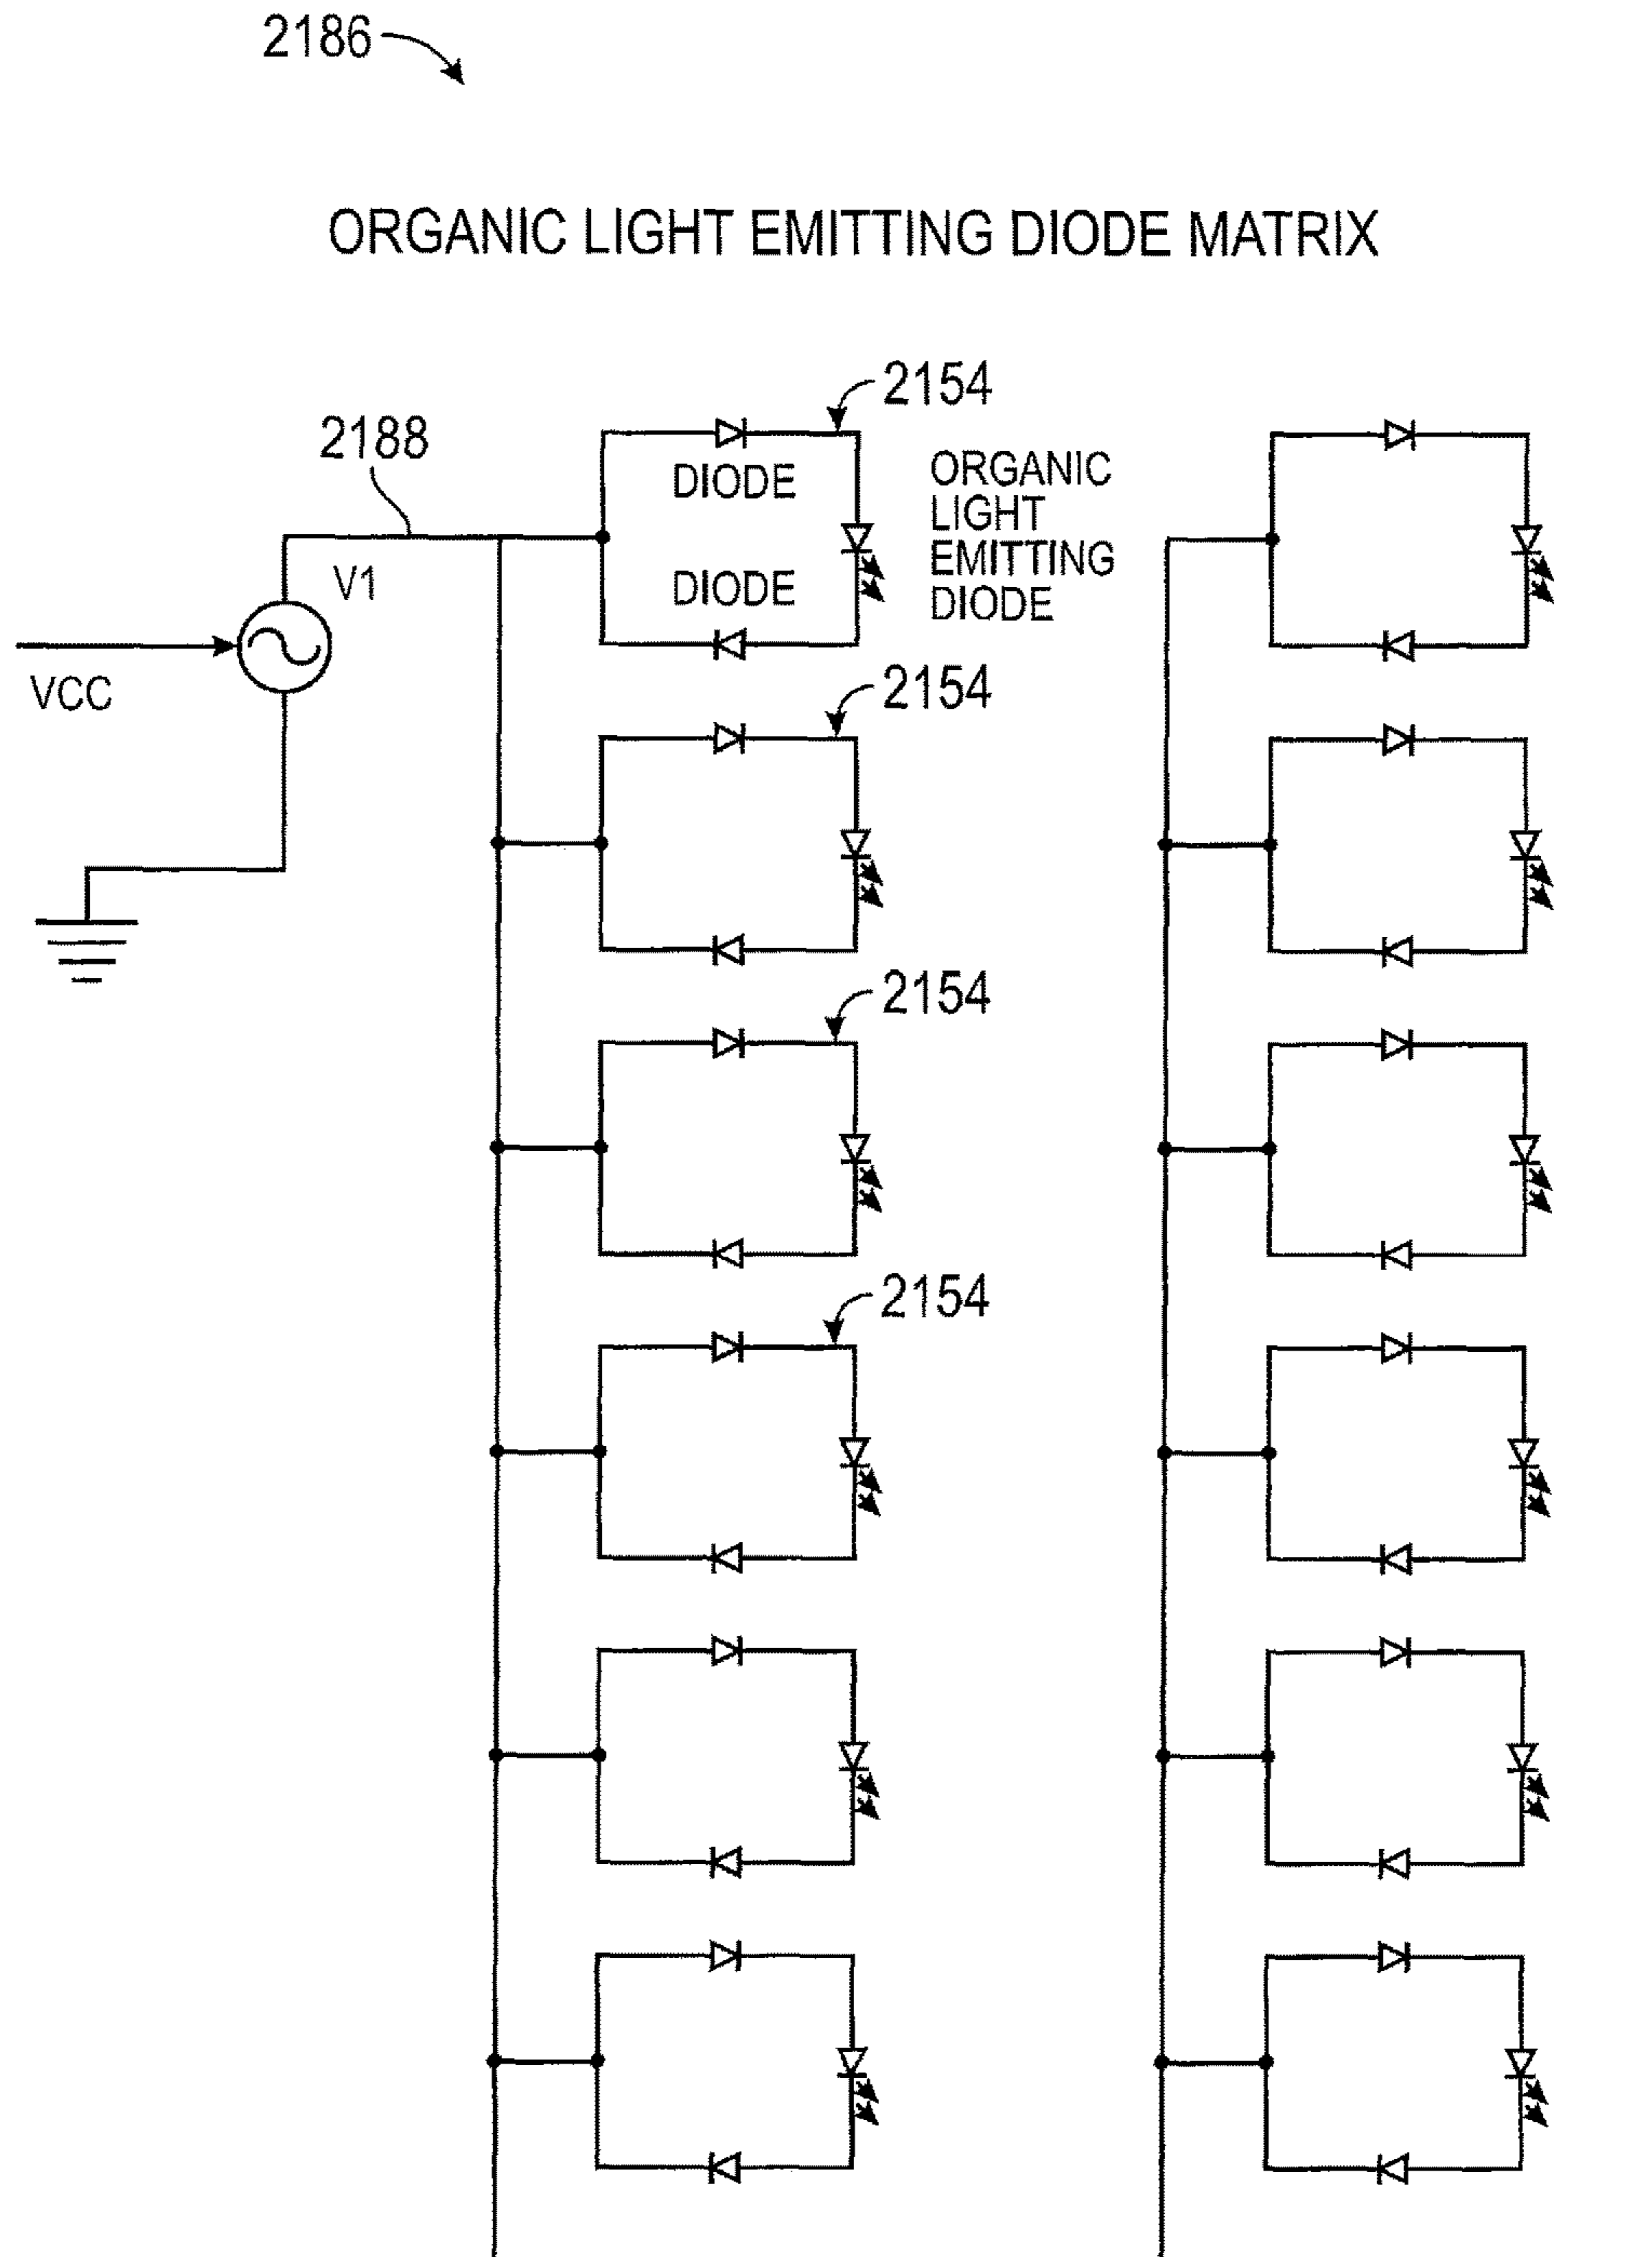 2186
ORGANIC LIGHT EMITTING DIODE MATRIX
2154
2188
DIODE
ORGANIC
LIGHT
EMITTING
DIODE
V1
DIODE
VCC
2154
2154
2154